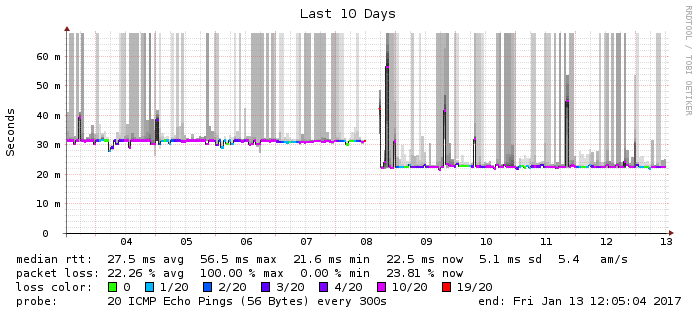 Last 10 Days
RRDTOOL / TOBI OETIKER
Seconds
60 m
50 m
40 m
30 m
20 m
10 m
0
04 05 06 07 08 09 10 11 12 13
median rtt: 27.5 ms avg 56.5 ms max 21.6 ms min 22.5 ms now 5.1 ms sd 5.4 am/s
packet loss: 22.26 % avg 100.00 % max 0.00 % min 23.81 % now
loss color: 0 1/20 2/20 3/20 4/20 10/20 19/20
probe: 20 ICMP Echo Pings (56 Bytes) every 300s end: Fri Jan 13 12:05:04 2017